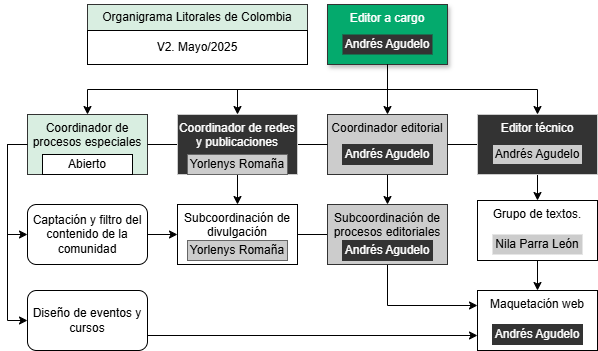 Organigrama Litorales de Colombia
V2. Mayo/2025
Editor a cargo
Andrés Agudelo
Coordinador de
procesos especiales
Abierto
Coordinador de redes
y publicaciones
Yorlenys Romaña
Coordinador editorial
Andrés Agudelo
Editor técnico
Andrés Agudelo
Captación y filtro del
contenido de la
comunidad
Subcoordinación de
divulgación
Yorlenys Romaña
Subcoordinación de
procesos editoriales
Andrés Agudelo
Grupo de textos.
Nila Parra León
Diseño de eventos y
cursos
Maquetación web
Andrés Agudelo